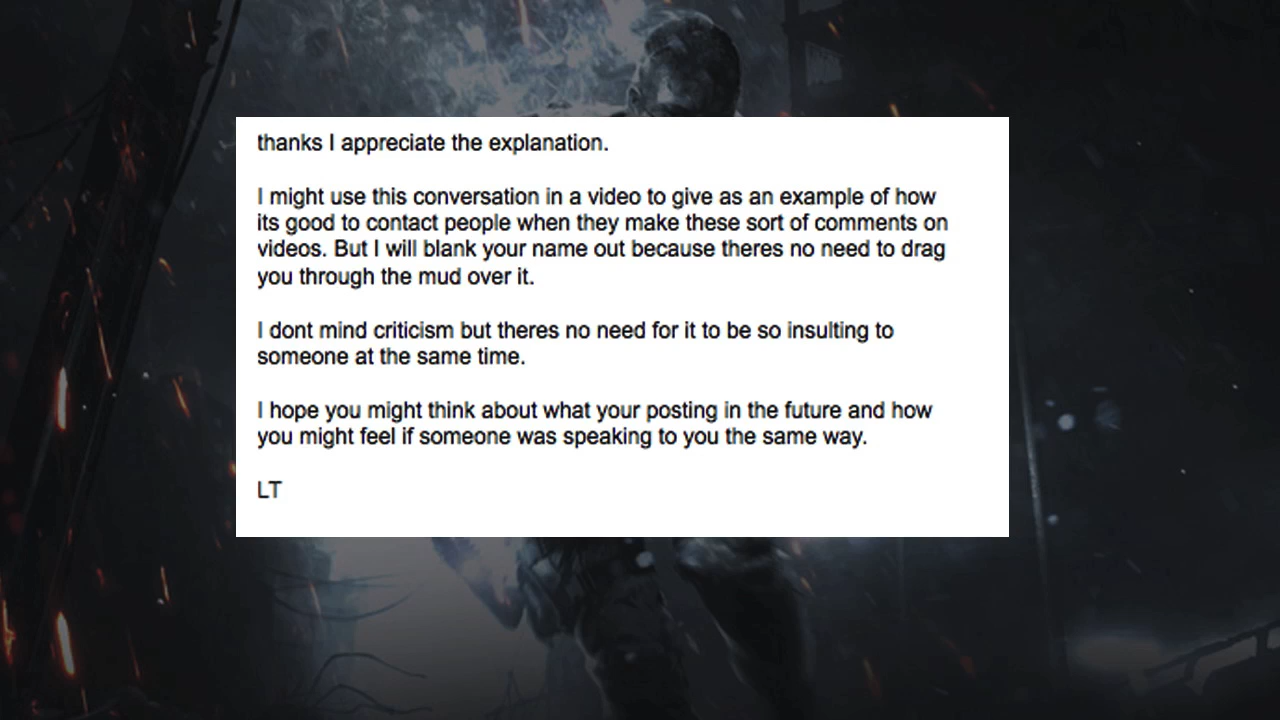 thanks I appreciate the explanation.
I might use this conversation in a video to give as an example of how
its good to contact people when they make these sort of comments on
videos. But I will blank your name out because theres no need to drag
you through the mud over it.
I dont mind criticism but theres no need for it to be so insulting to
someone at the same time.
I hope you might think about what your posting in the future and how
you might feel if someone was speaking to you the same way.
LT